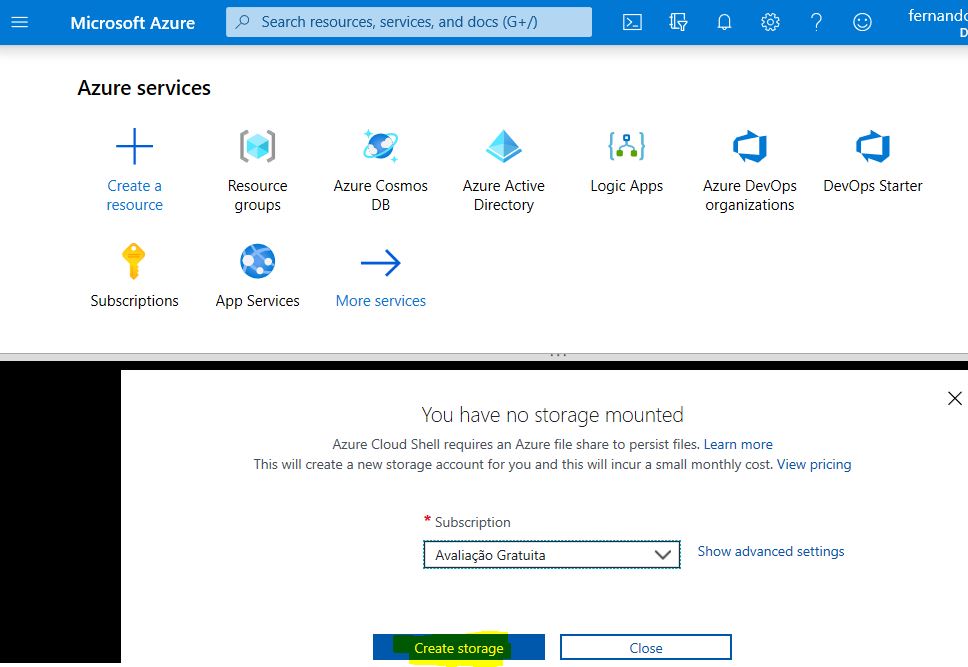 Microsoft Azure
Search resources, services, and docs (G+/)
fernando
D
Azure services
Create a
resource
Resource
groups
Azure Cosmos
DB
Azure Active
Directory
Logic Apps
Azure DevOps
organizations
DevOps Starter
Subscriptions
App Services
More services
You have no storage mounted
Azure Cloud Shell requires an Azure file share to persist files. Learn more
This will create a new storage account for you and this will incur a small monthly cost. View pricing
* Subscription
Avaliação Gratuita
Show advanced settings
Create storage
Close